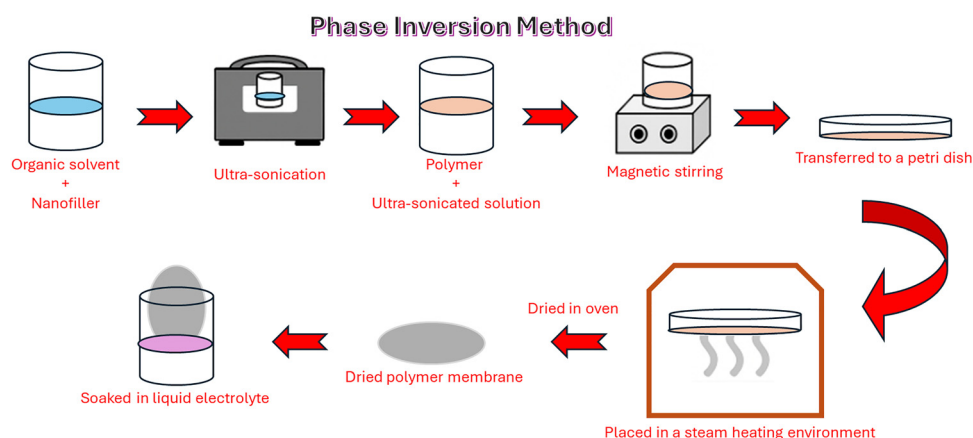 Phase Inversion Method
Organic solvent
+
Nanofiller
Ultra-sonication
Polymer
+
Ultra-sonicated solution
Magnetic stirring
Transferred to a petri dish
Placed in a steam heating environment
Dried in oven
Dried polymer membrane
Soaked in liquid electrolyte